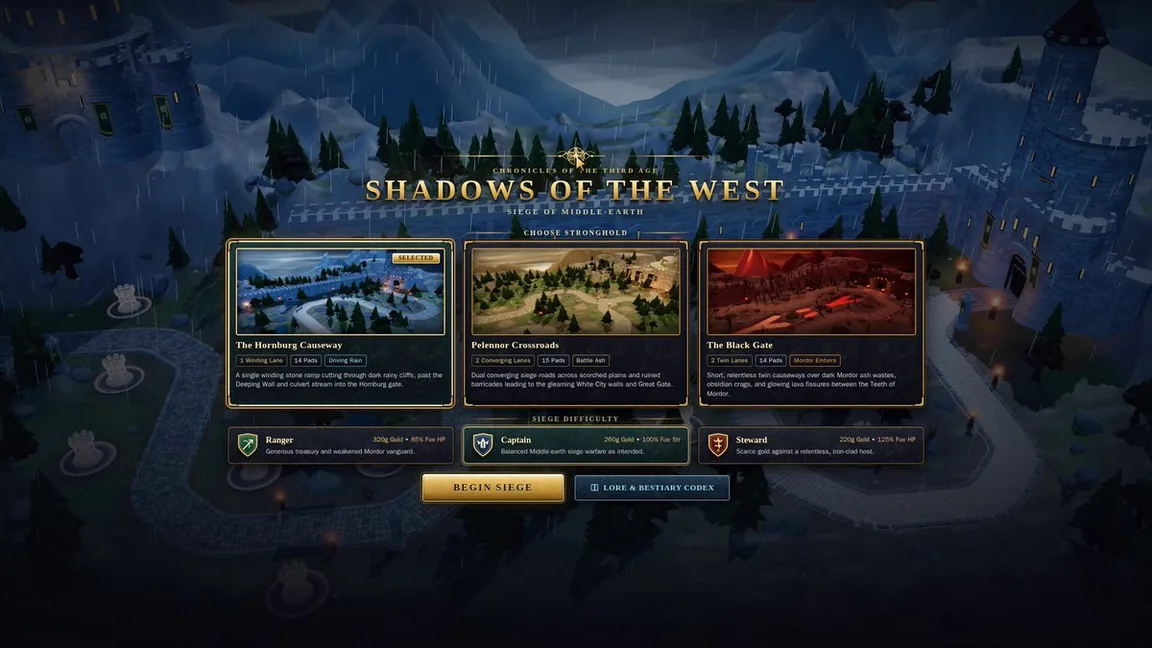 CHRONICLES OF THE THIRD AGE
SHADOWS OF THE WEST
SIEGE OF MIDDLE-EARTH
CHOOSE STRONGHOLD
SELECTED
The Hornburg Causeway
1 Winding Lane 14 Pads Driving Rain
A single winding stone ramp cutting through dark rainy cliffs, past the
Deeping Wall and culvert stream into the Hornburg gate.
Pelennor Crossroads
2 Converging Lanes 15 Pads Battle Ash
Dual converging siege roads across scorched plains and ruined
barricades leading to the gleaming White City walls and Great Gate.
The Black Gate
2 Twin Lanes 14 Pads Mordor Embers
Short, relentless twin causeways over dark Mordor ash wastes,
obsidian crags, and glowing lava fissures between the Teeth of
Mordor.
SIEGE DIFFICULTY
Ranger 320g Gold • 85% Foe HP
Generous treasury and weakened Mordor vanguard.
Captain 260g Gold • 100% Foe Str
Balanced Middle-earth siege warfare as intended.
Steward 220g Gold • 125% Foe HP
Scarce gold against a relentless, iron-clad host.
BEGIN SIEGE
LORE & BESTIARY CODEX